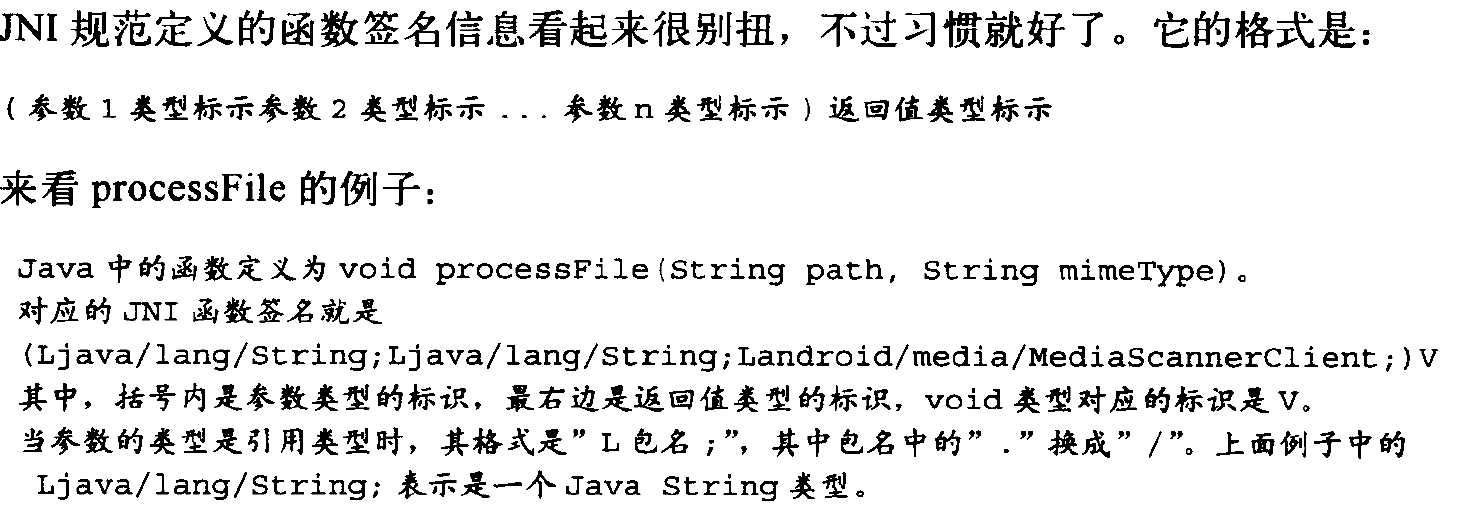 JNI 规范定义的函数签名信息看起来很别扭，不过习惯就好了。它的格式是：
(参数1类型标示参数2类型标示 ... 参数n类型标示)返回值类型标示
来看 processFile 的例子：
Java 中的函数定义为 void processFile(String path, String mimeType)。
对应的 JNI 函数签名就是
(Ljava/lang/String;Ljava/lang/String;Landroid/media/MediaScannerClient;)V
其中，括号内是参数类型的标识，最右边是返回值类型的标识，void 类型对应的标识是 V。
当参数的类型是引用类型时，其格式是”L 包名;”，其中包名中的”.”换成”/”。上面例子中的
Ljava/lang/String; 表示是一个 Java String 类型。